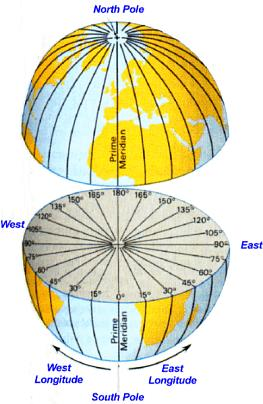 North Pole
Prime
Meridian
180°
165° 165°
150° 150°
135° 135°
120° 120°
105° 105°
West
90° 90°
East
75° 75°
60° 60°
45° 45°
30° 30°
15° 15°
0°
Prime
Meridian
West
Longitude
East
Longitude
South Pole